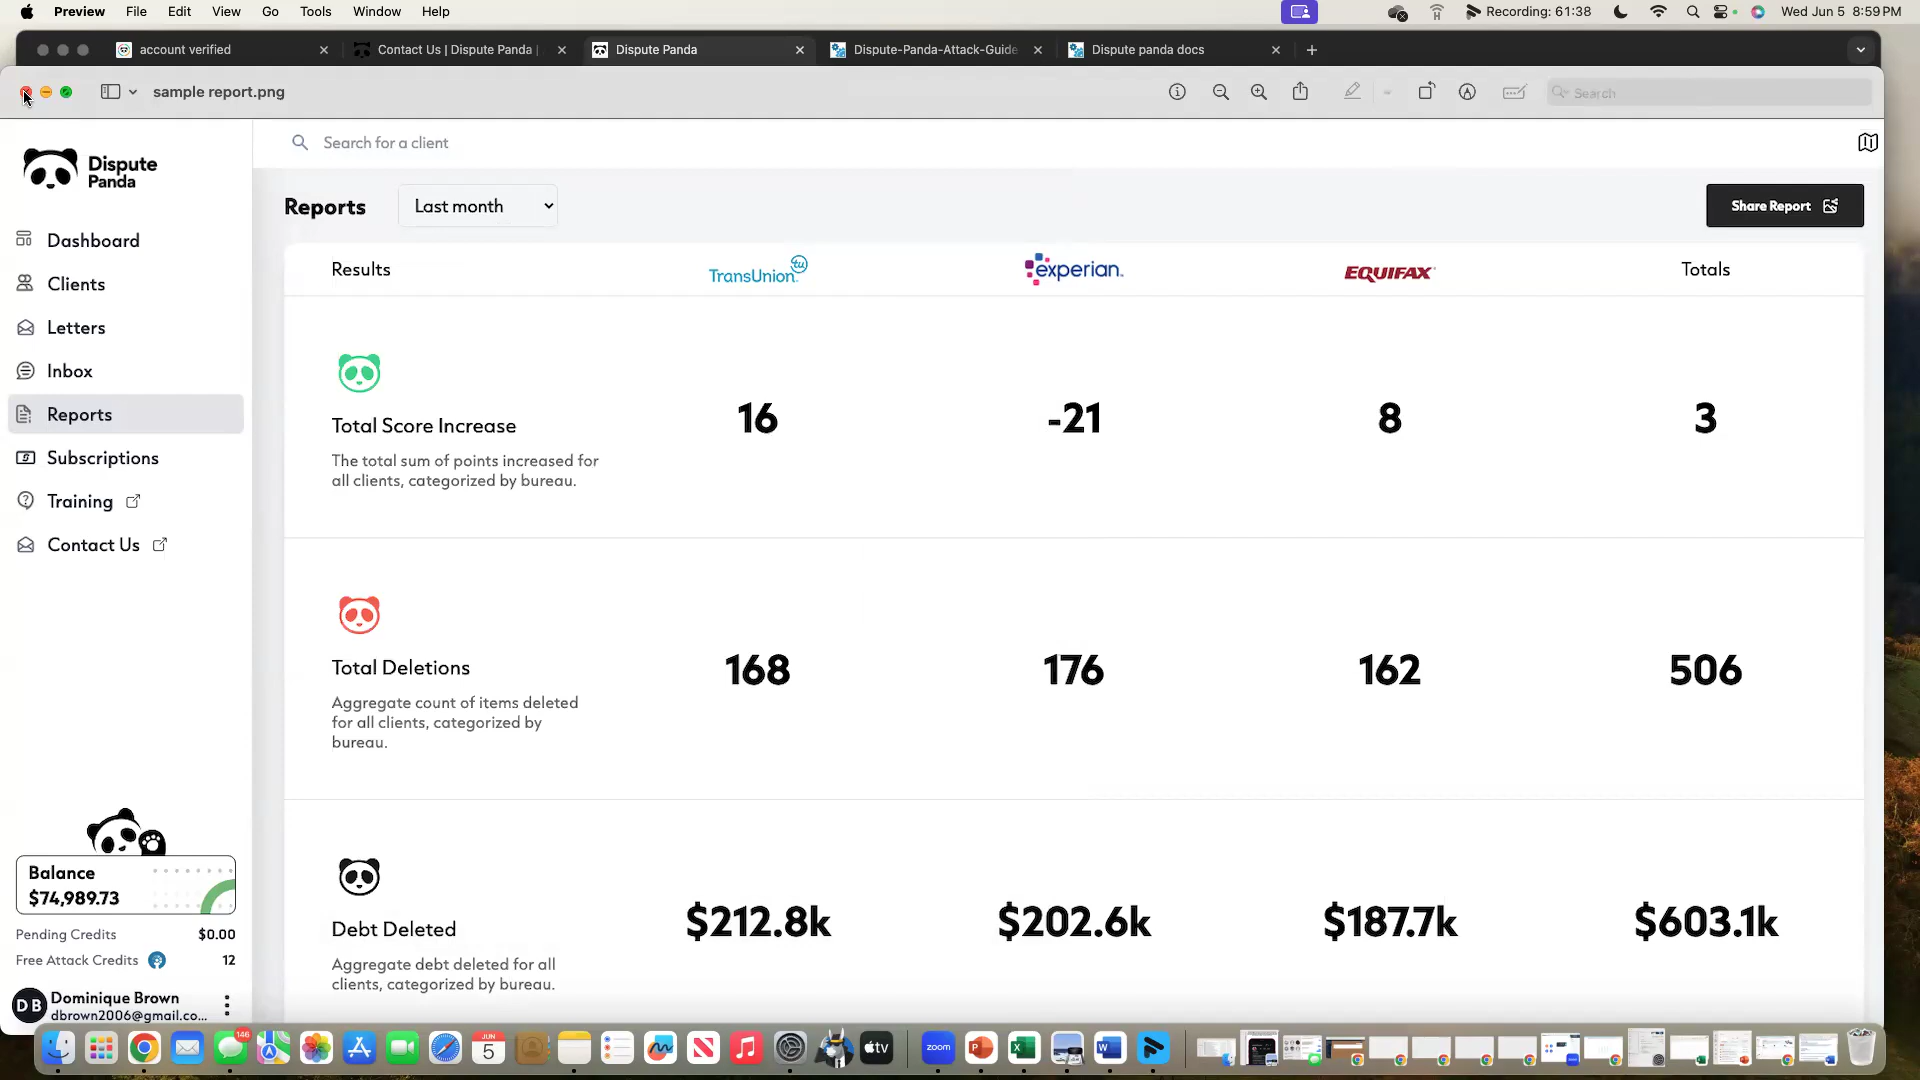 Preview File Edit View Go Tools Window Help Recording: 61:38 Wed Jun 5 8:59 PM
account verified Contact Us | Dispute Panda | Dispute Panda Dispute-Panda-Attack-Guide Dispute panda docs
sample report.png Search
Dispute
Panda
Search for a client
Dashboard
Clients
Letters
Inbox
Reports
Subscriptions
Training
Contact Us
Balance
$74,989.73
Pending Credits $0.00
Free Attack Credits 12
DB Dominique Brown
dbrown2006@gmail.co...
Reports Last month Share Report
Results TransUnion tu experian. EQUIFAX Totals
Total Score Increase 16 -21 8 3
The total sum of points increased for
all clients, categorized by bureau.
Total Deletions 168 176 162 506
Aggregate count of items deleted
for all clients, categorized by
bureau.
Debt Deleted $212.8k $202.6k $187.7k $603.1k
Aggregate debt deleted for all
clients, categorized by bureau.
146
JUN
5
tv
zoom
P
X
W